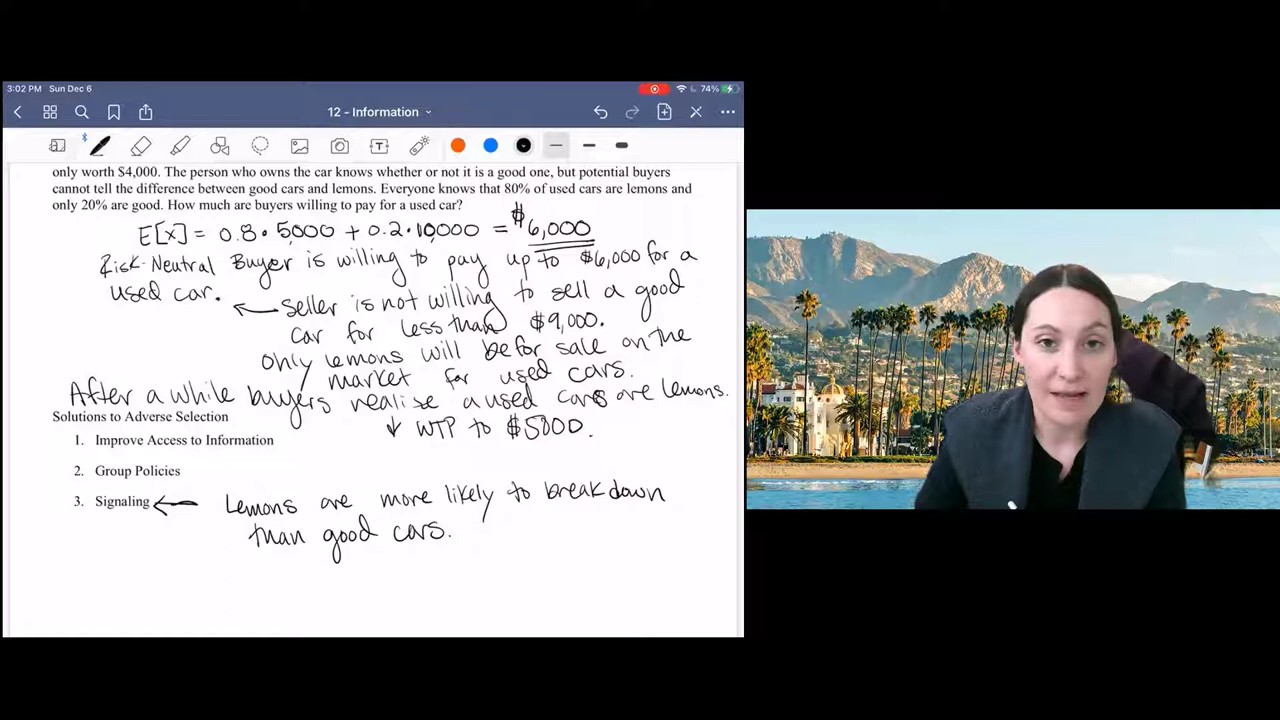 3:02 PM Sun Dec 6
74%
12 - Information
only worth $4,000. The person who owns the car knows whether or not it is a good one, but potential buyers
cannot tell the difference between good cars and lemons. Everyone knows that 80% of used cars are lemons and
only 20% are good. How much are buyers willing to pay for a used car?
E[x] = 0.8 · 5,000 + 0.2 · 10,000 = $6,000
Risk-Neutral Buyer is willing to pay up to $6,000 for a
used car.
← seller is not willing to sell a good
car for less than $9,000.
Only lemons will be for sale on the
market for used cars.
After a while buyers realise a used cars are lemons.
Solutions to Adverse Selection
↓ WTP to $5000.
1. Improve Access to Information
2. Group Policies
3. Signaling ← Lemons are more likely to break down
than good cars.